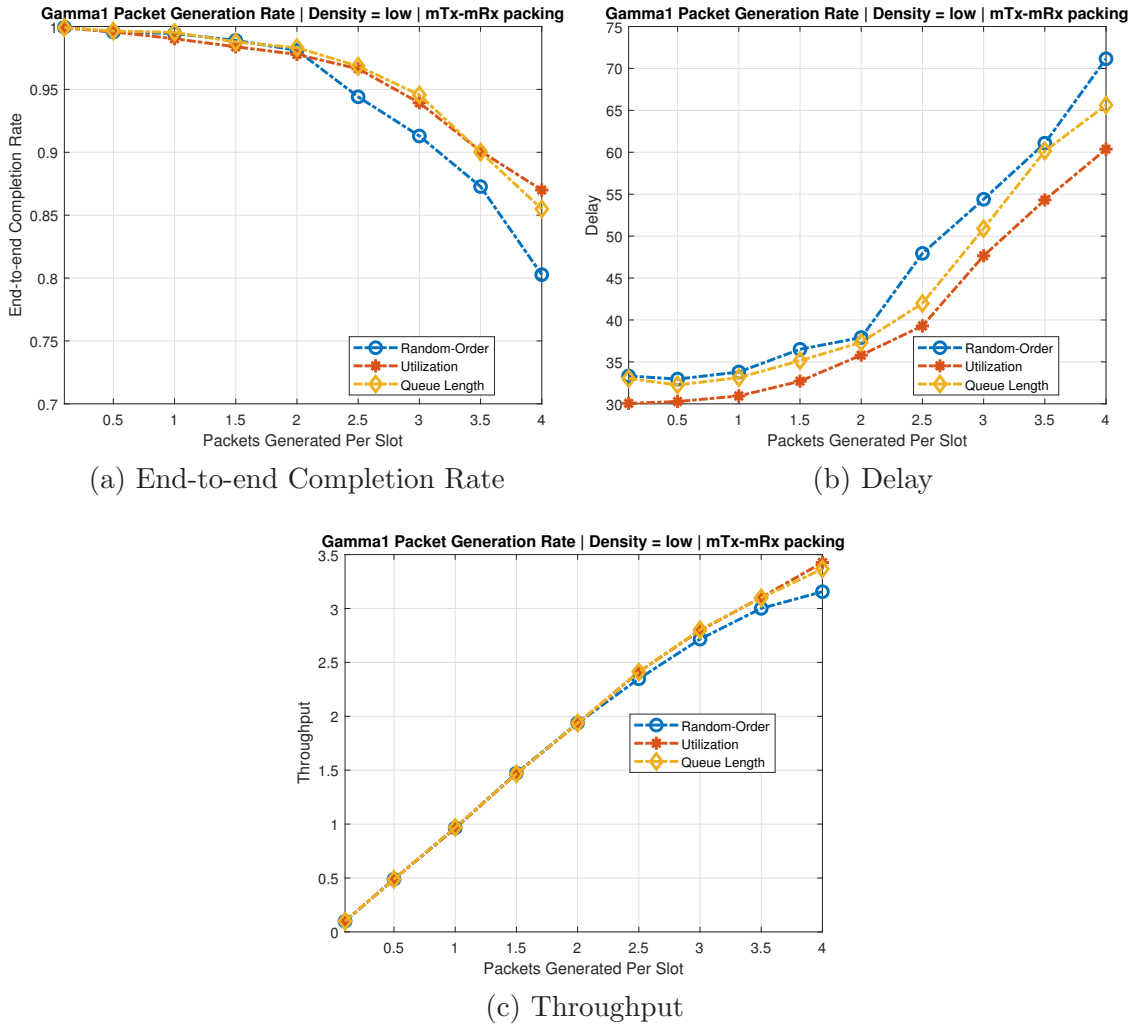 Gamma1 Packet Generation Rate | Density = low | mTx-mRx packing
1
0.95
0.9
0.85
0.8
0.75
0.7
End-to-end Completion Rate
0.5 1 1.5 2 2.5 3 3.5 4
Packets Generated Per Slot
Random-Order
Utilization
Queue Length
(a) End-to-end Completion Rate
Gamma1 Packet Generation Rate | Density = low | mTx-mRx packing
75
70
65
60
55
50
45
40
35
30
Delay
0.5 1 1.5 2 2.5 3 3.5 4
Packets Generated Per Slot
Random-Order
Utilization
Queue Length
(b) Delay
Gamma1 Packet Generation Rate | Density = low | mTx-mRx packing
3.5
3
2.5
2
1.5
1
0.5
0
Throughput
0.5 1 1.5 2 2.5 3 3.5 4
Packets Generated Per Slot
Random-Order
Utilization
Queue Length
(c) Throughput